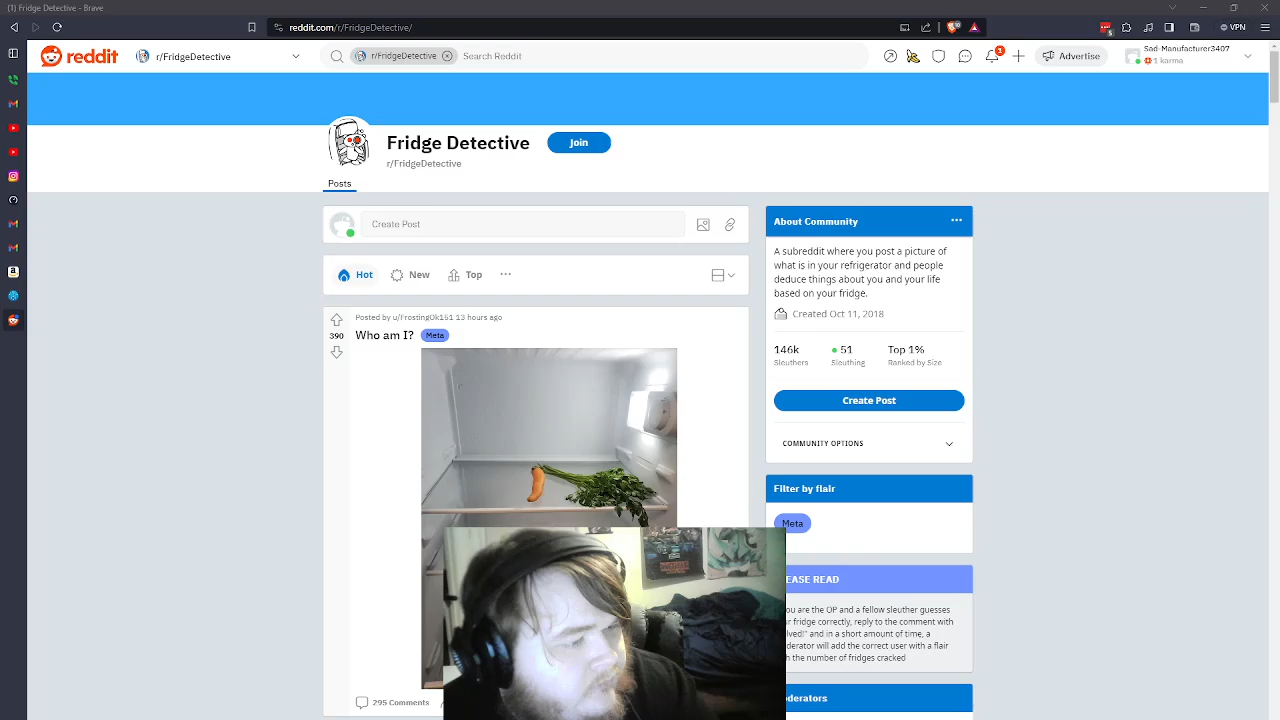 (1) Fridge Detective - Brave
reddit.com/r/FridgeDetective/
VPN
reddit
r/FridgeDetective
r/FridgeDetective
Search Reddit
1
Advertise
Sad-Manufacturer3407
1 karma
Fridge Detective
Join
r/FridgeDetective
Posts
Create Post
Hot
New
Top
Posted by u/FrostingOk151 13 hours ago
390
Who am I?
Meta
295 Comments
About Community
A subreddit where you post a picture of
what is in your refrigerator and people
deduce things about you and your life
based on your fridge.
Created Oct 11, 2018
146k
51
Top 1%
Sleuthers
Sleuthing
Ranked by Size
Create Post
COMMUNITY OPTIONS
Filter by flair
Meta
EASE READ
ou are the OP and a fellow sleuther guesses
ur fridge correctly, reply to the comment with
lved!" and in a short amount of time, a
derator will add the correct user with a flair
h the number of fridges cracked
oderators